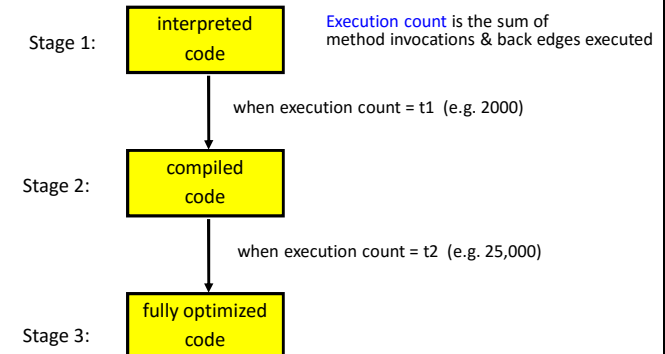 Stage 1:
interpreted
code
Execution count is the sum of
method invocations & back edges executed
when execution count = t1 (e.g. 2000)
Stage 2:
compiled
code
when execution count = t2 (e.g. 25,000)
Stage 3:
fully optimized
code